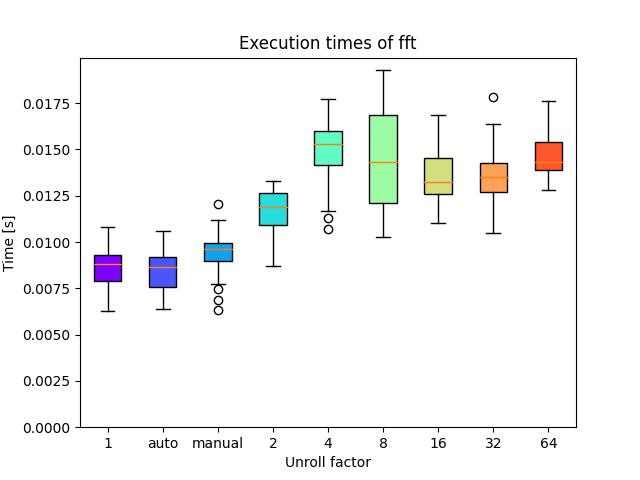 Execution times of fft
Time [s]
0.0175
0.0150
0.0125
0.0100
0.0075
0.0050
0.0025
0.0000
1 auto manual 2 4 8 16 32 64
Unroll factor